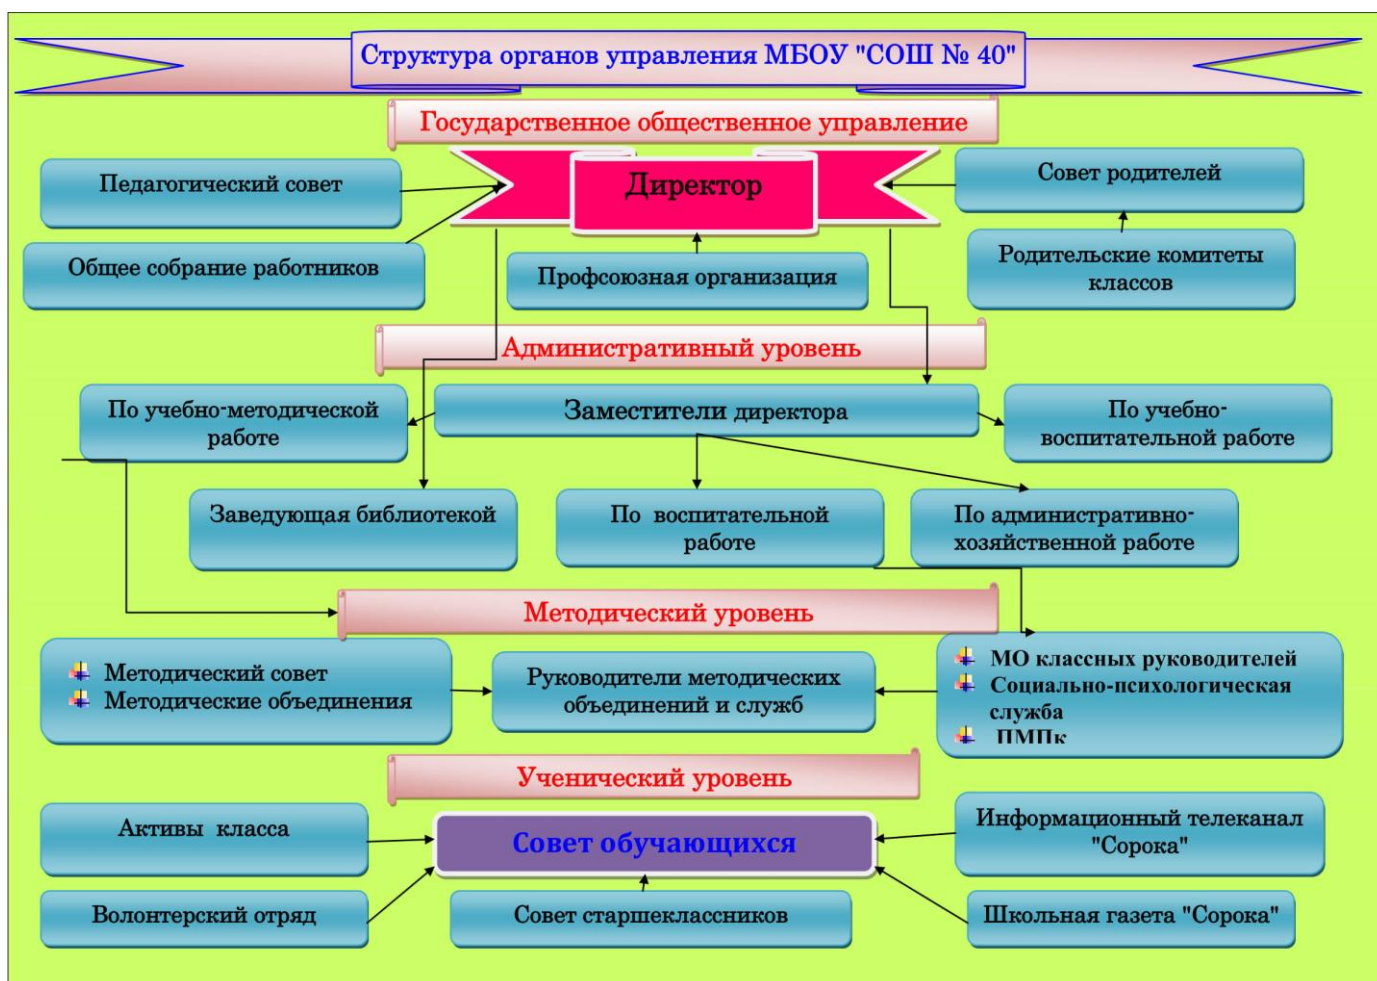 Структура органов управления МБОУ "СОШ № 40"
Государственное общественное управление
Педагогический совет
Директор
Совет родителей
Общее собрание работников
Профсоюзная организация
Родительские комитеты
классов
Административный уровень
По учебно-методической
работе
Заместители директора
По учебно-
воспитательной работе
Заведующая библиотекой
По воспитательной
работе
По административно-
хозяйственной работе
Методический уровень
Методический совет
Методические объединения
Руководители методических
объединений и служб
МО классных руководителей
Социально-психологическая
служба
ПМПк
Ученический уровень
Активы класса
Совет обучающихся
Информационный телеканал
"Сорока"
Волонтерский отряд
Совет старшеклассников
Школьная газета "Сорока"